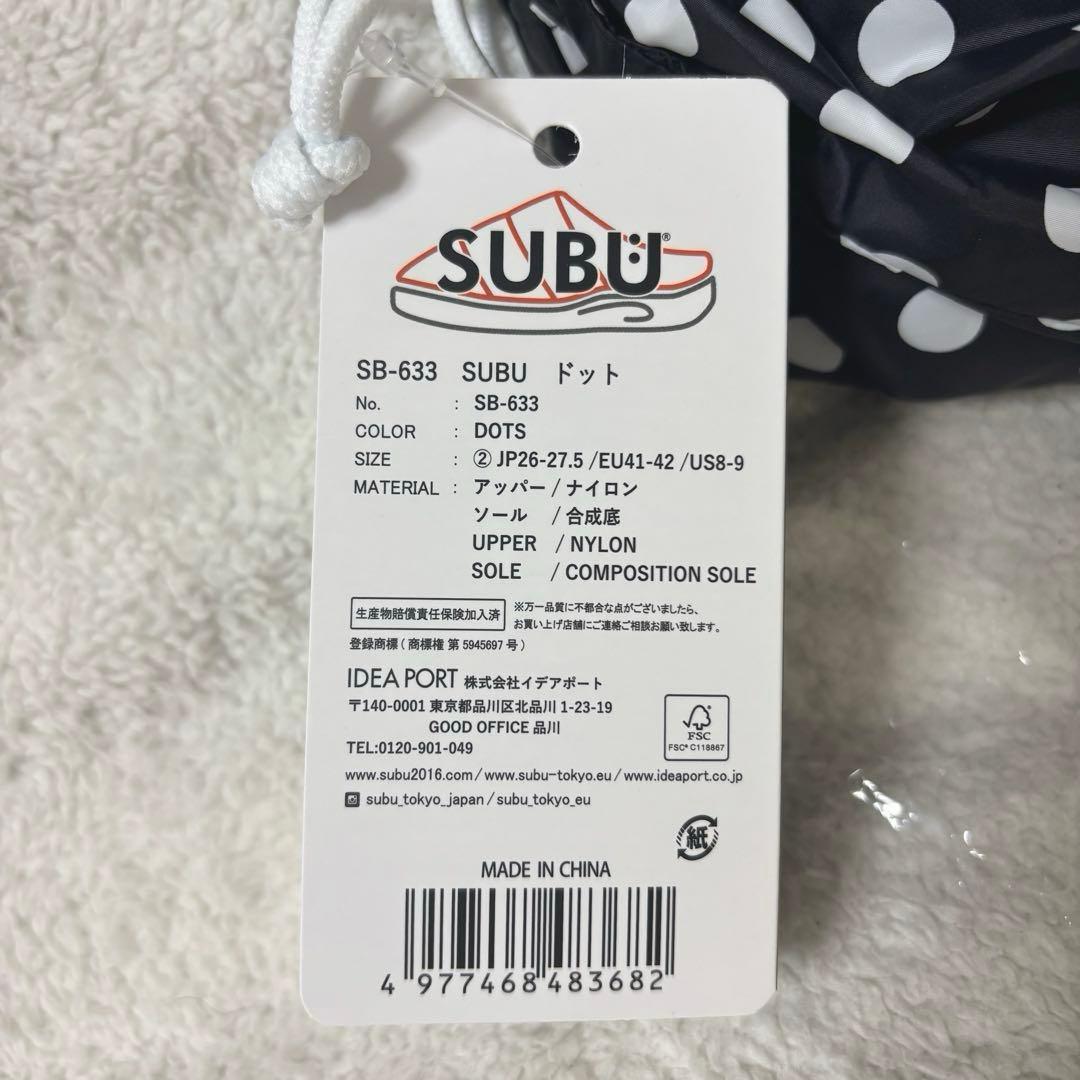 SUBU®
SB-633 SUBU ドット
No. : SB-633
COLOR : DOTS
SIZE : ② JP26-27.5 /EU41-42 /US8-9
MATERIAL : アッパー / ナイロン
ソール / 合成底
UPPER / NYLON
SOLE / COMPOSITION SOLE
生産物賠償責任保険加入済
※万一品質に不都合な点がございましたら、
お買い上げ店舗にご連絡ご相談お願い致します。
登録商標 ( 商標権 第 5945697 号 )
IDEA PORT 株式会社イデアポート
〒140-0001 東京都品川区北品川 1-23-19
GOOD OFFICE 品川
TEL:0120-901-049
FSC
FSC® C118867
www.subu2016.com / www.subu-tokyo.eu / www.ideaport.co.jp
subu_tokyo_japan / subu_tokyo_eu
紙
MADE IN CHINA
4 977468 483682